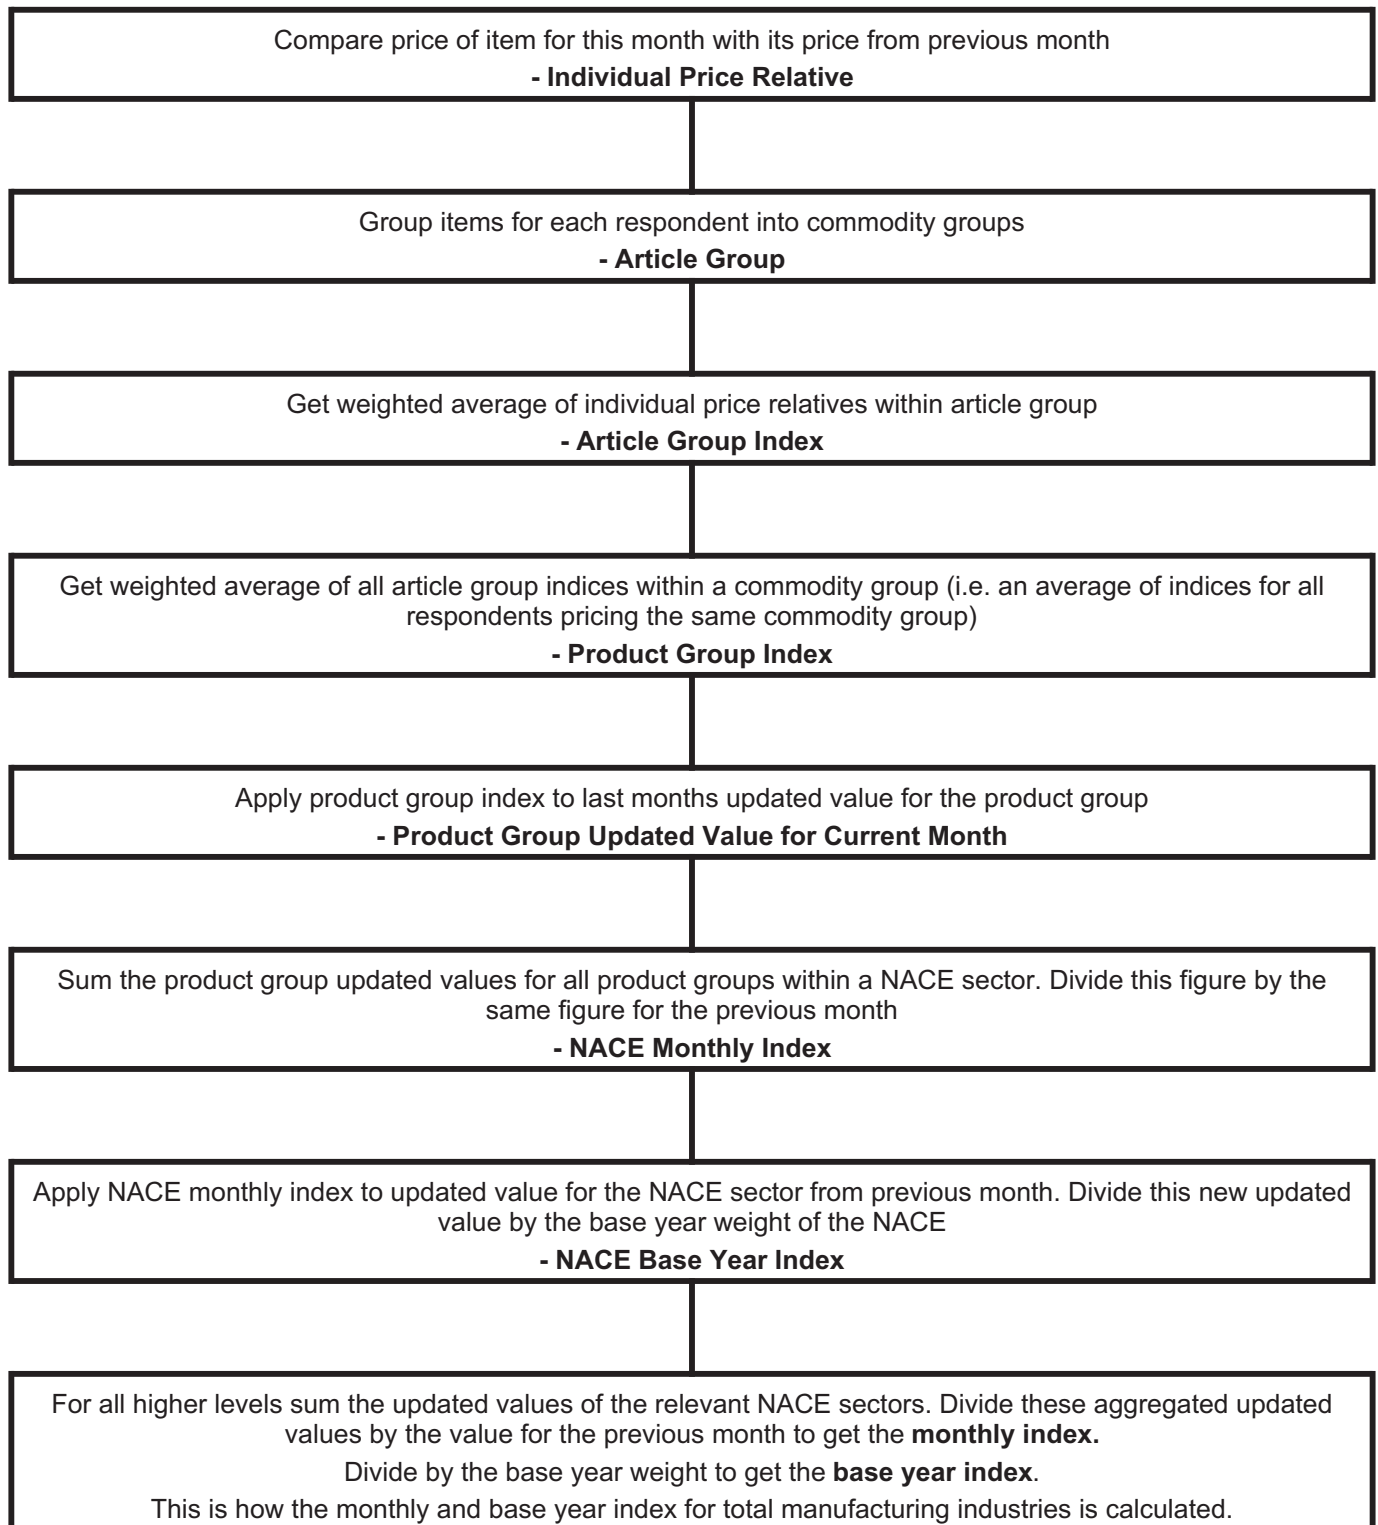 Compare price of item for this month with its price from previous month
- Individual Price Relative
Group items for each respondent into commodity groups
- Article Group
Get weighted average of individual price relatives within article group
- Article Group Index
Get weighted average of all article group indices within a commodity group (i.e. an average of indices for all
respondents pricing the same commodity group)
- Product Group Index
Apply product group index to last months updated value for the product group
- Product Group Updated Value for Current Month
Sum the product group updated values for all product groups within a NACE sector. Divide this figure by the
same figure for the previous month
- NACE Monthly Index
Apply NACE monthly index to updated value for the NACE sector from previous month. Divide this new updated
value by the base year weight of the NACE
- NACE Base Year Index
For all higher levels sum the updated values of the relevant NACE sectors. Divide these aggregated updated
values by the value for the previous month to get the monthly index.
Divide by the base year weight to get the base year index.
This is how the monthly and base year index for total manufacturing industries is calculated.